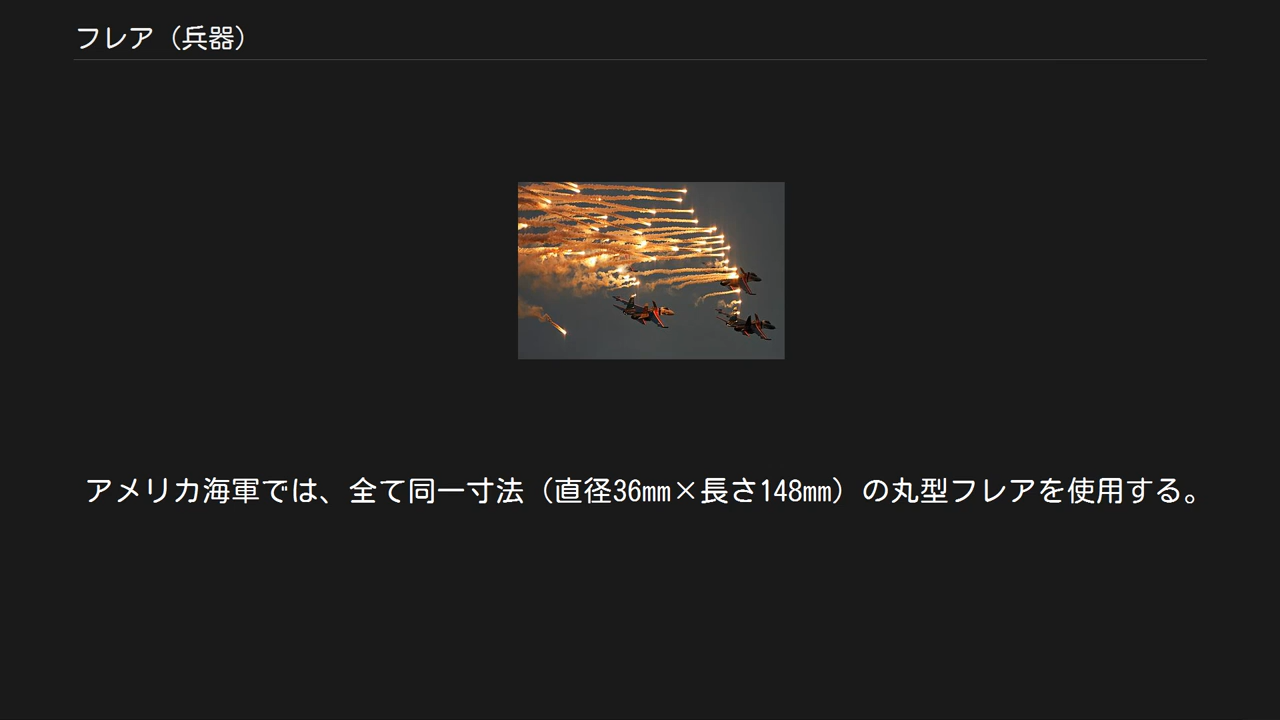 フレア（兵器）
アメリカ海軍では、全て同一寸法（直径36㎜×長さ148㎜）の丸型フレアを使用する。